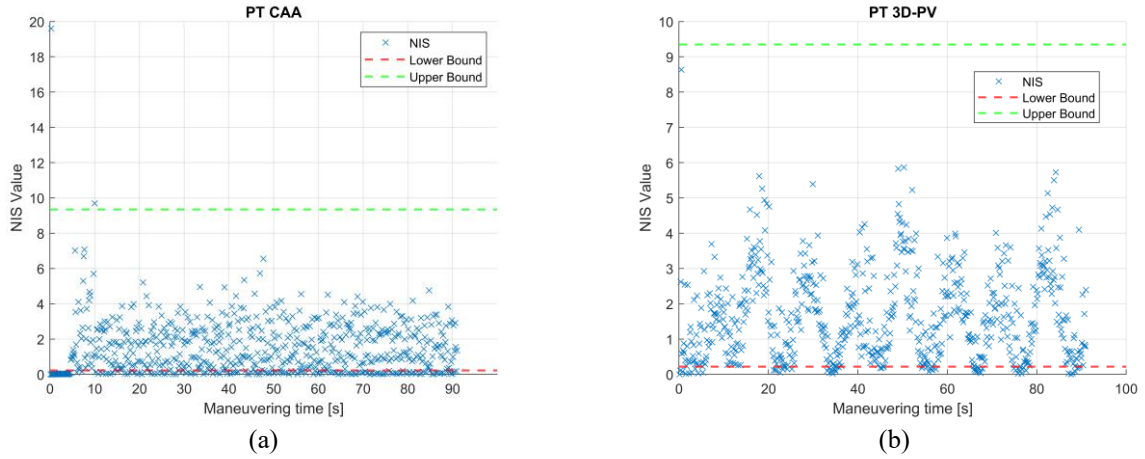 PT CAA
20
18
16
14
12
10
8
6
4
2
0
NIS Value
NIS
Lower Bound
Upper Bound
0 10 20 30 40 50 60 70 80 90
Maneuvering time [s]
(a)
PT 3D-PV
10
9
8
7
6
5
4
3
2
1
0
NIS Value
NIS
Lower Bound
Upper Bound
0 20 40 60 80 100
Maneuvering time [s]
(b)